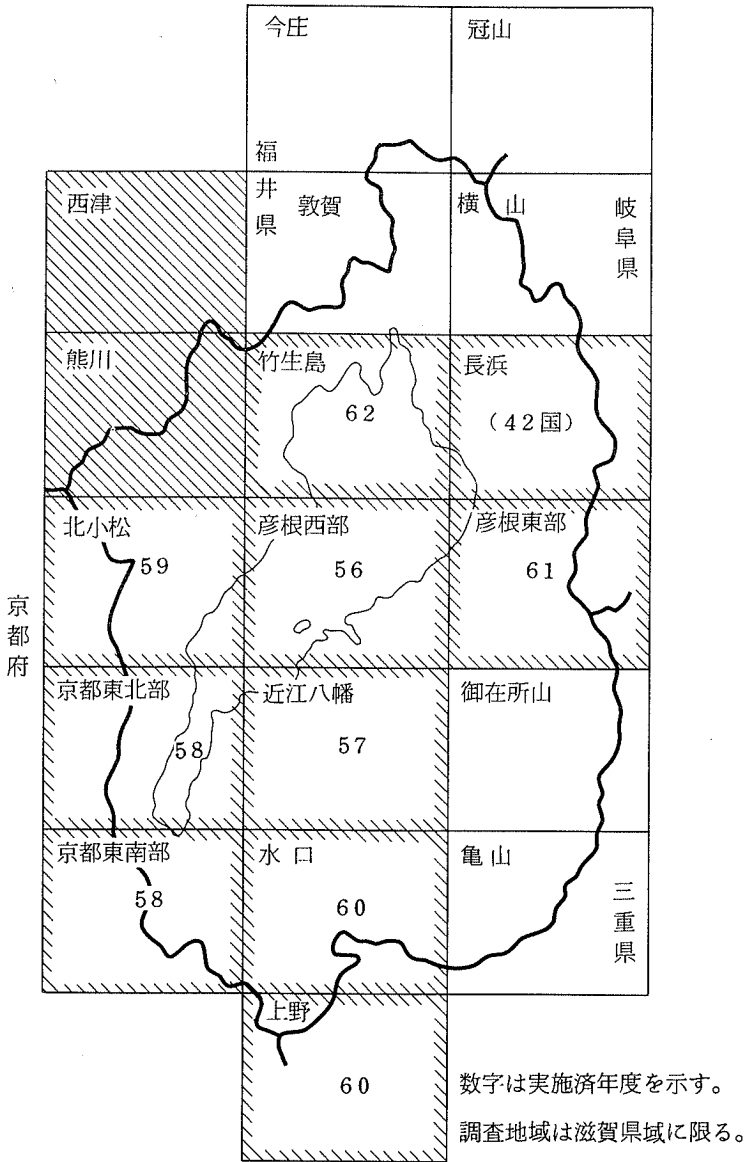 今庄
冠山
福井県
西津
敦賀
横山
岐阜県
熊川
竹生島
長浜
62
(42国)
北小松
彦根西部
彦根東部
59
56
61
京都府
京都東北部
近江八幡
御在所山
58
57
京都東南部
水口
亀山
58
60
三重県
上野
60
数字は実施済年度を示す。
調査地域は滋賀県域に限る。